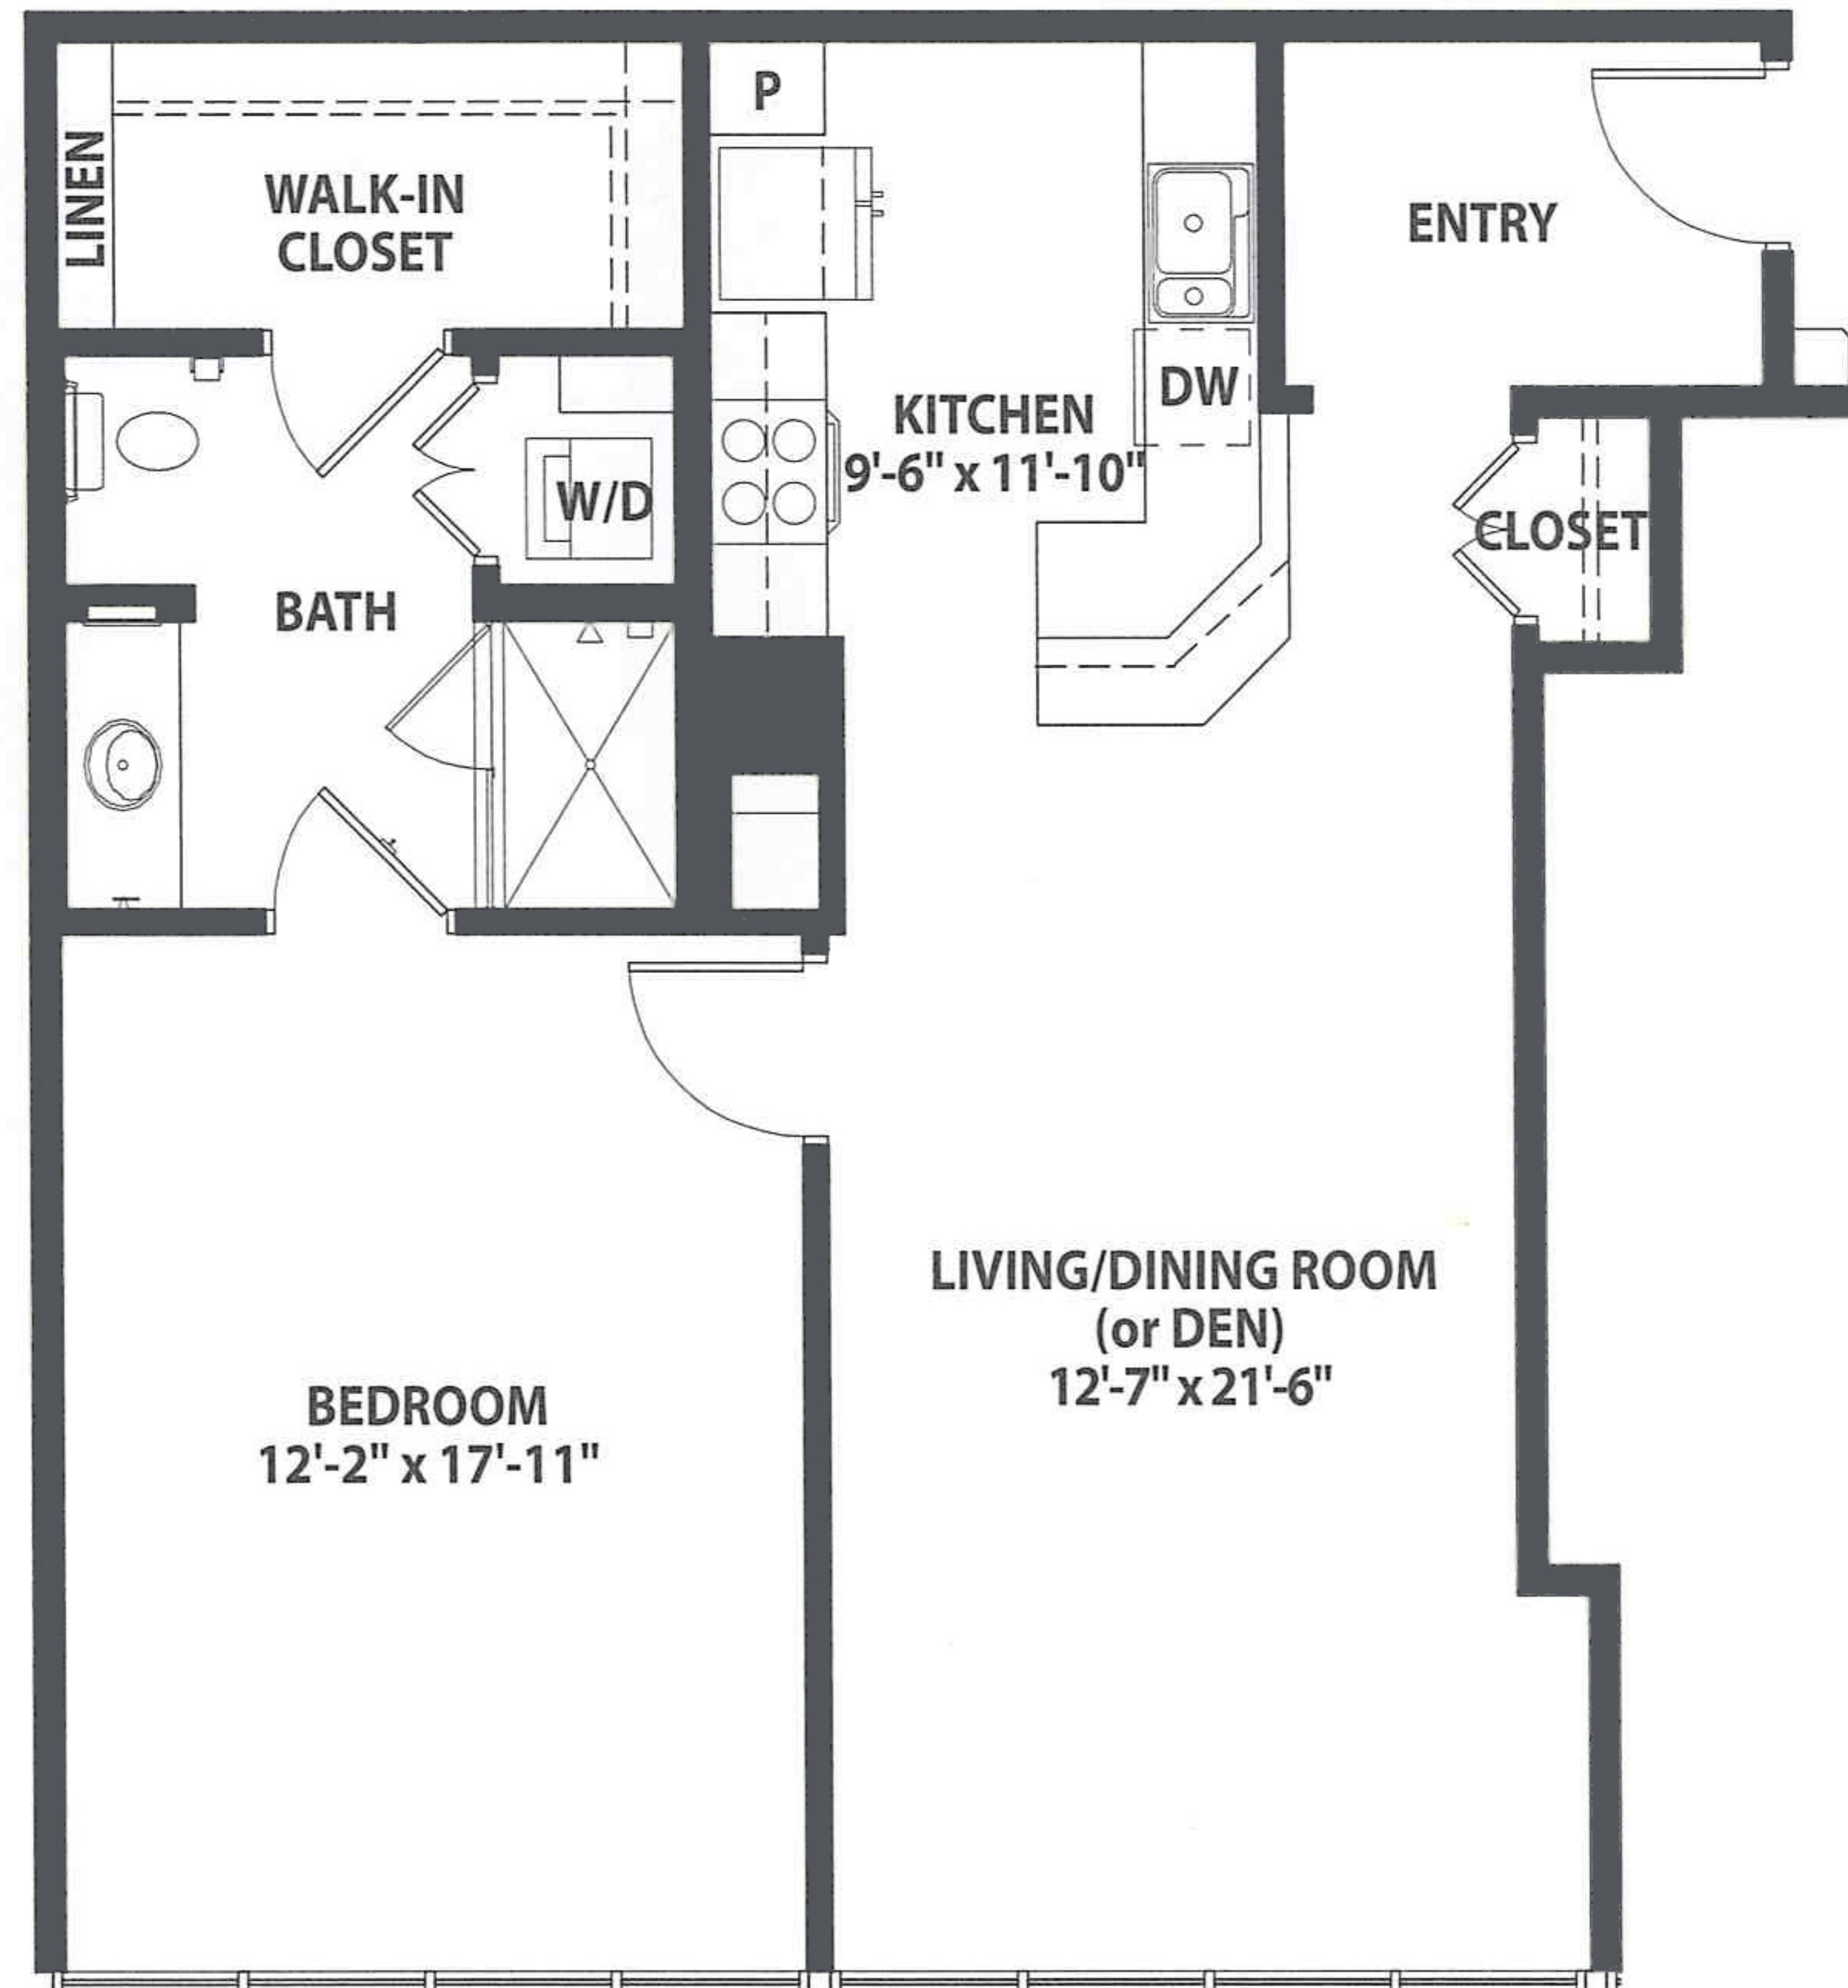 P
LINEN
WALK-IN
CLOSET
ENTRY
KITCHEN
9'-6" x 11'-10"
DW
W/D
CLOSET
BATH
LIVING/DINING ROOM
(or DEN)
12'-7" x 21'-6"
BEDROOM
12'-2" x 17'-11"